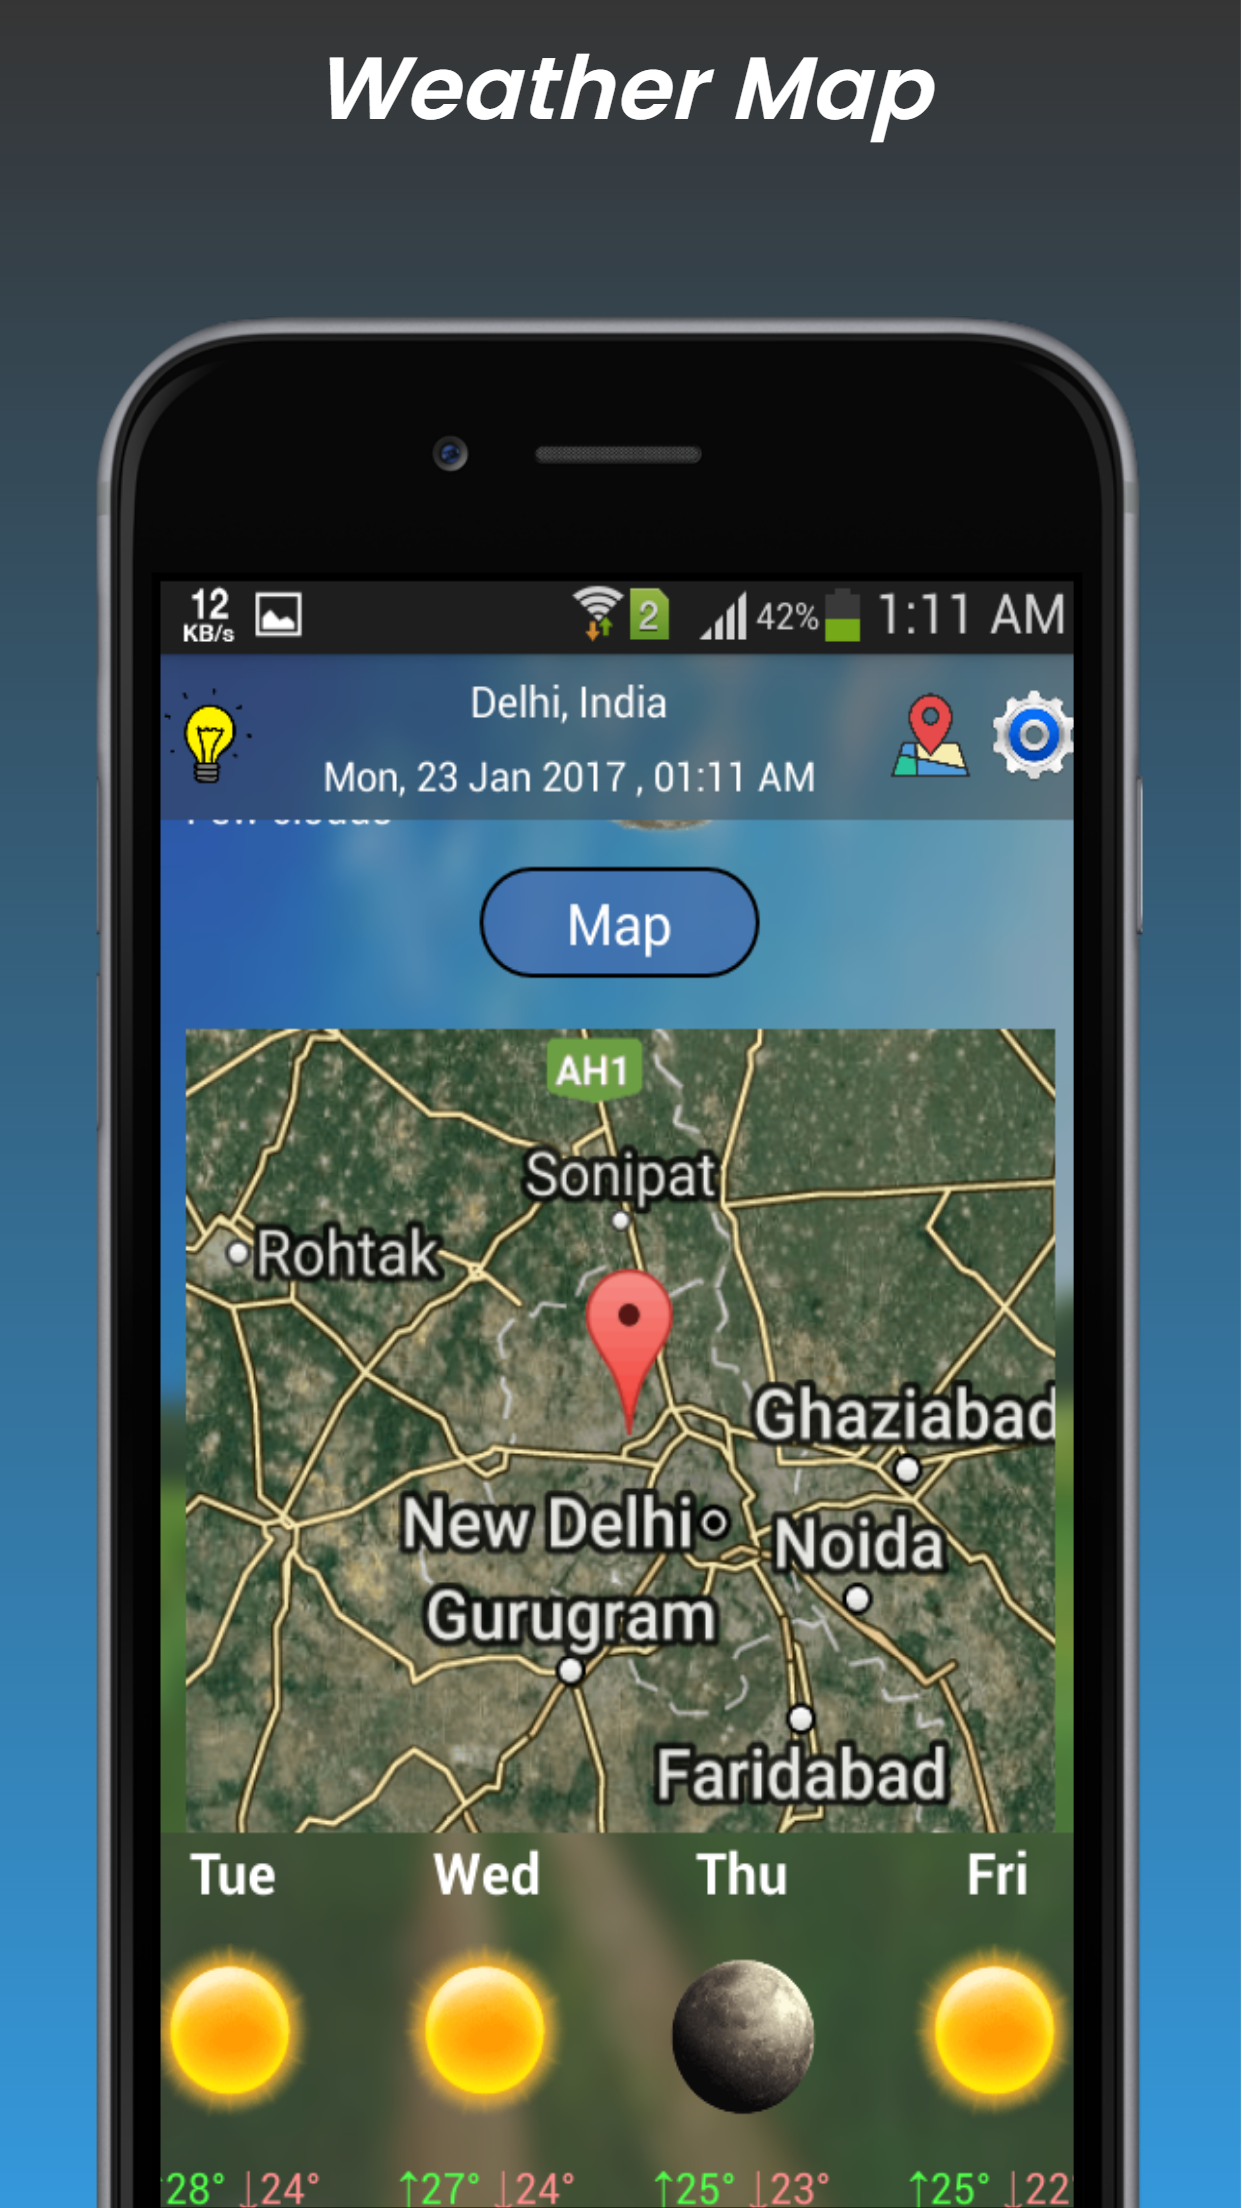 Weather Map
12
KB/s
2
42%
1:11 AM
Delhi, India
Mon, 23 Jan 2017 , 01:11 AM
Map
AH1
Sonipat
Rohtak
Ghaziabad
New Delhi
Noida
Gurugram
Faridabad
Tue Wed Thu Fri
28° ↓24° ↑27° ↓24° ↑25° ↓23° ↑25° ↓22